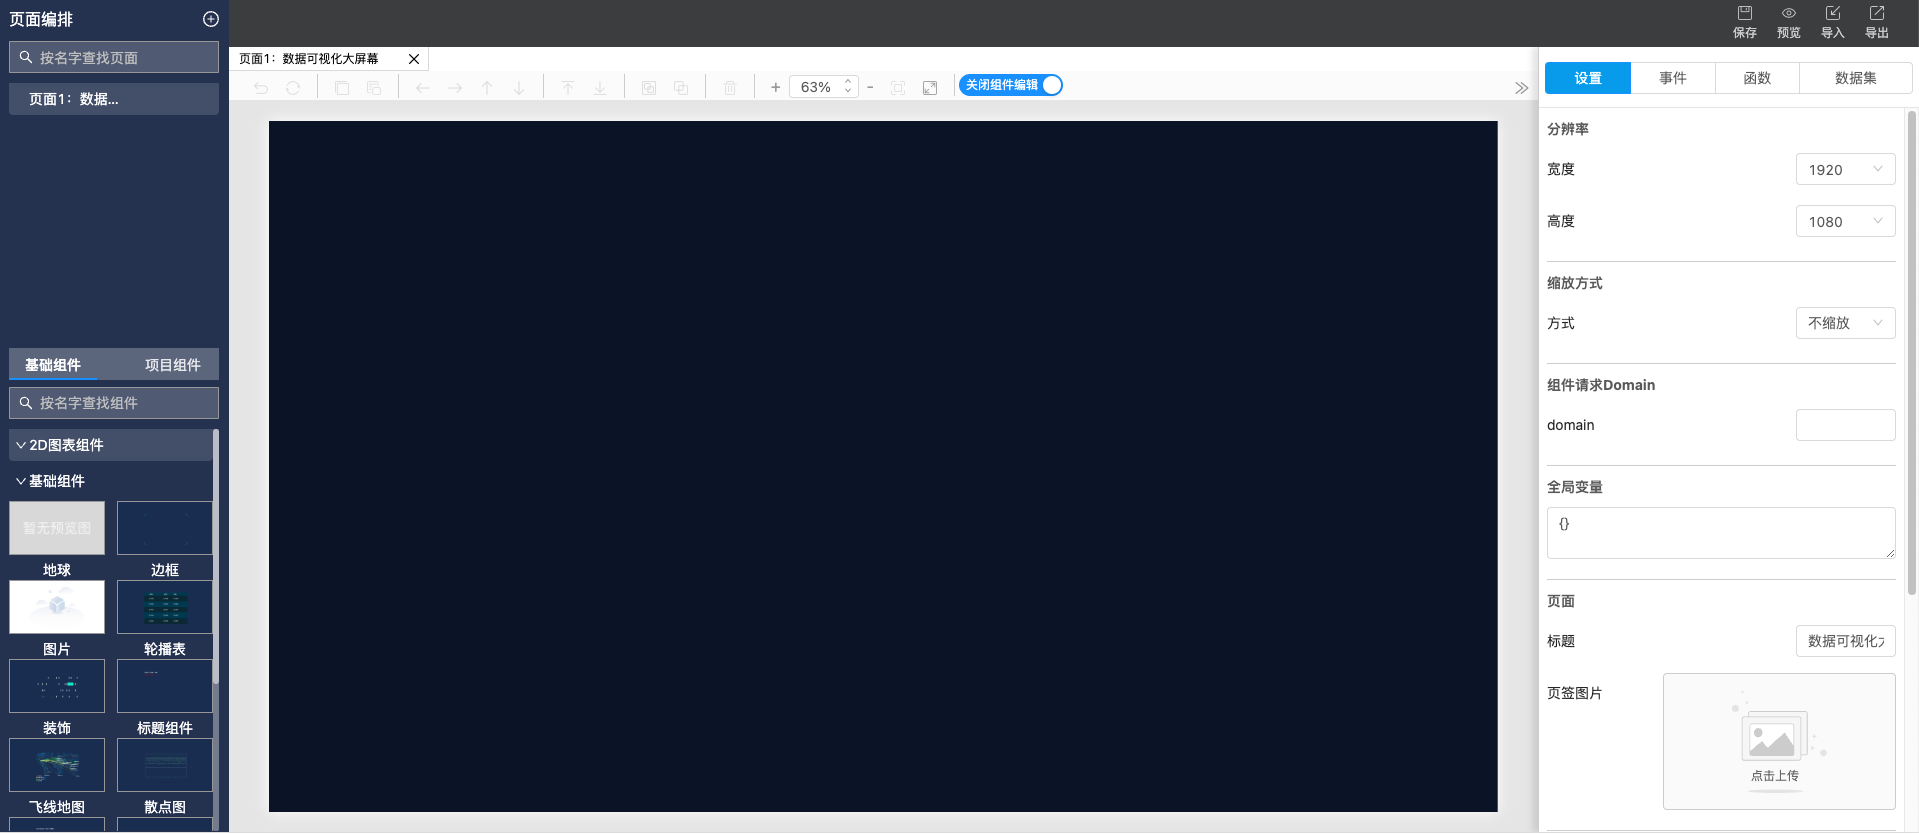 页面编排
按名字查找页面
页面1：数据...
基础组件
项目组件
按名字查找组件
2D图表组件
基础组件
暂无预览图
地球
边框
图片
轮播表
装饰
标题组件
飞线地图
散点图
保存
预览
导入
导出
页面1：数据可视化大屏幕
63%
关闭组件编辑
设置
事件
函数
数据集
分辨率
宽度
1920
高度
1080
缩放方式
方式
不缩放
组件请求Domain
domain
全局变量
{}
页面
标题
数据可视化大
页签图片
点击上传